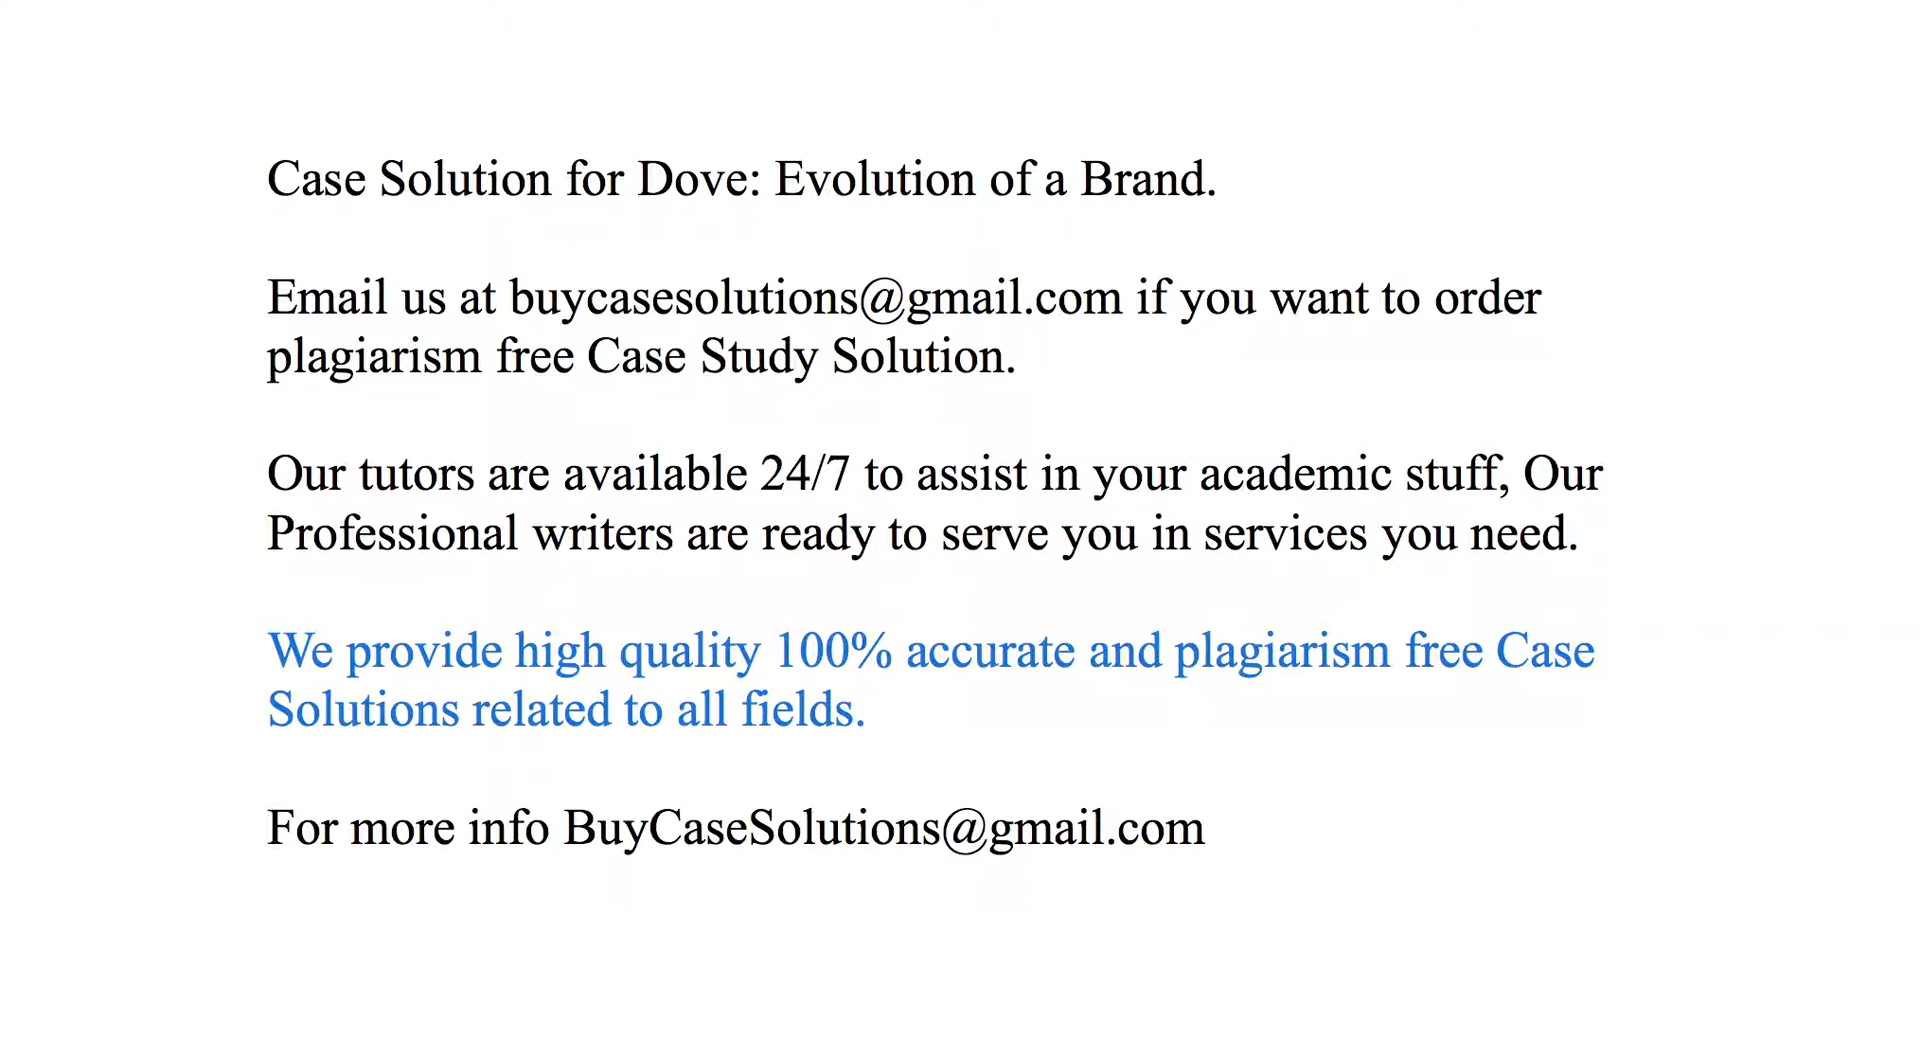 Case Solution for Dove: Evolution of a Brand.
Email us at buycasesolutions@gmail.com if you want to order
plagiarism free Case Study Solution.
Our tutors are available 24/7 to assist in your academic stuff, Our
Professional writers are ready to serve you in services you need.
We provide high quality 100% accurate and plagiarism free Case
Solutions related to all fields.
For more info BuyCaseSolutions@gmail.com